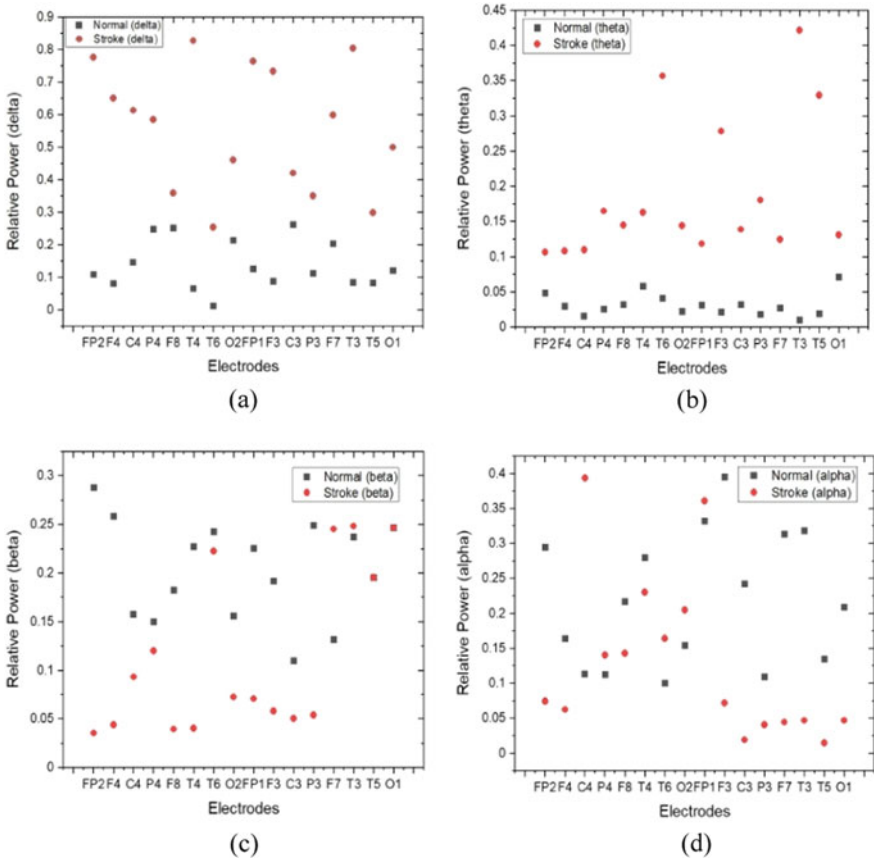 Normal (delta)
Stroke (delta)
Relative Power (delta)
0.9
0.8
0.7
0.6
0.5
0.4
0.3
0.2
0.1
0
FP2 F4 C4 P4 F8 T4 T6 O2 FP1 F3 C3 P3 F7 T3 T5 O1
Electrodes
(a)
Normal (theta)
Stroke (theta)
Relative Power (theta)
0.45
0.4
0.35
0.3
0.25
0.2
0.15
0.1
0.05
0
FP2 F4 C4 P4 F8 T4 T6 O2 FP1 F3 C3 P3 F7 T3 T5 O1
Electrodes
(b)
Normal (beta)
Stroke (beta)
Relative Power (beta)
0.3
0.25
0.2
0.15
0.1
0.05
0
FP2 F4 C4 P4 F8 T4 T6 O2 FP1 F3 C3 P3 F7 T3 T5 O1
Electrodes
(c)
Normal (alpha)
Stroke (alpha)
Relative Power (alpha)
0.4
0.35
0.3
0.25
0.2
0.15
0.1
0.05
0
FP2 F4 C4 P4 F8 T4 T6 O2 FP1 F3 C3 P3 F7 T3 T5 O1
Electrodes
(d)